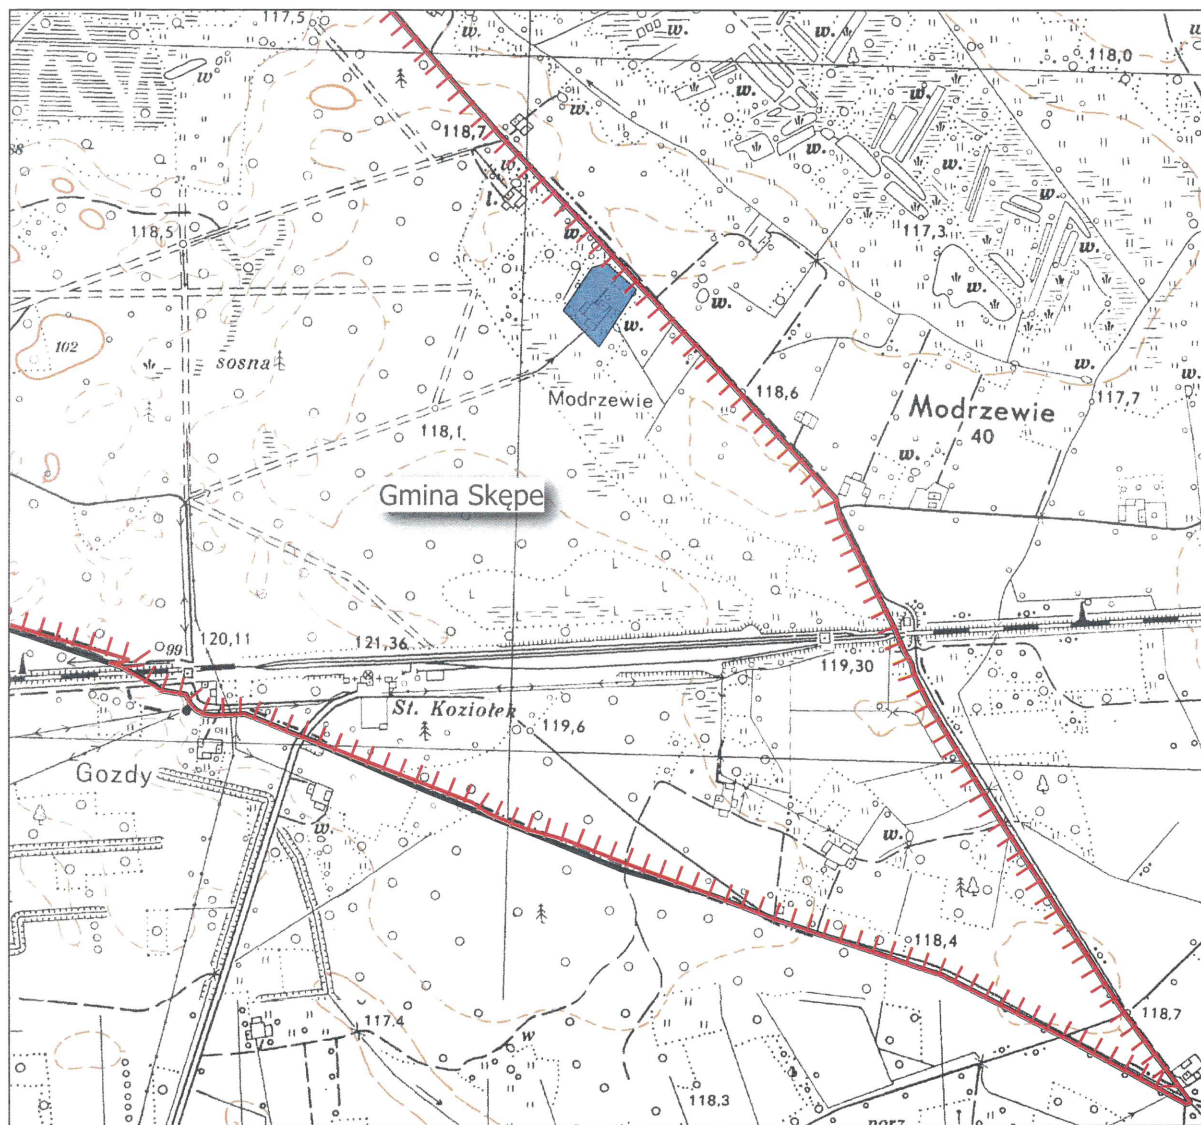 117,5
w.
w.
w.
118,0
w
w.
w.
w.
118,7
w.
w.
w.
w.
l.
w.
118,5
w.
117,3
w.
w.
w.
w.
102
sosna
w.
w.
w.
Modrzewie
118,6
Modrzewie
40
117,7
118,1
w.
Gmina Skępe
99
120,11
121,36
119,30
St. Koziołek
119,6
Gozdy
w.
w.
118,4
118,7
117,4
w
118,3